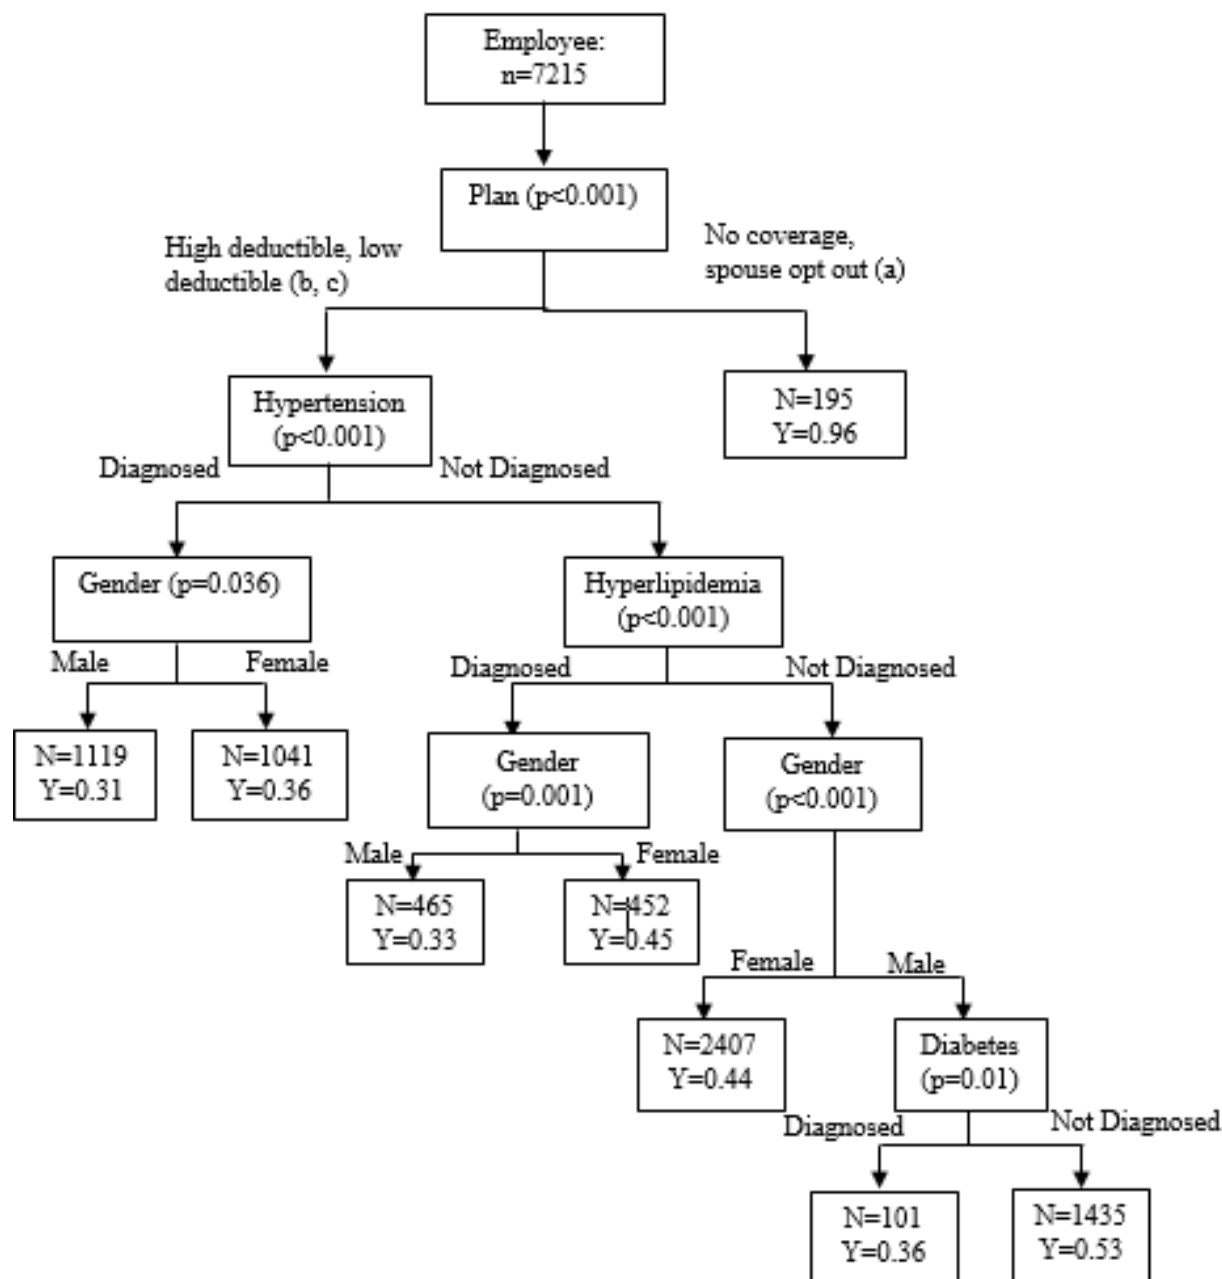 Employee:
n=7215
Plan (p<0.001)
High deductible, low
deductible (b, c)
No coverage,
spouse opt out (a)
Hypertension
(p<0.001)
N=195
Y=0.96
Diagnosed
Not Diagnosed
Gender (p=0.036)
Hyperlipidemia
(p<0.001)
Male
Female
Diagnosed
Not Diagnosed
N=1119
Y=0.31
N=1041
Y=0.36
Gender
(p=0.001)
Gender
(p<0.001)
Male
Female
N=465
Y=0.33
N=452
Y=0.45
Female
Male
N=2407
Y=0.44
Diabetes
(p=0.01)
Diagnosed
Not Diagnosed
N=101
Y=0.36
N=1435
Y=0.53